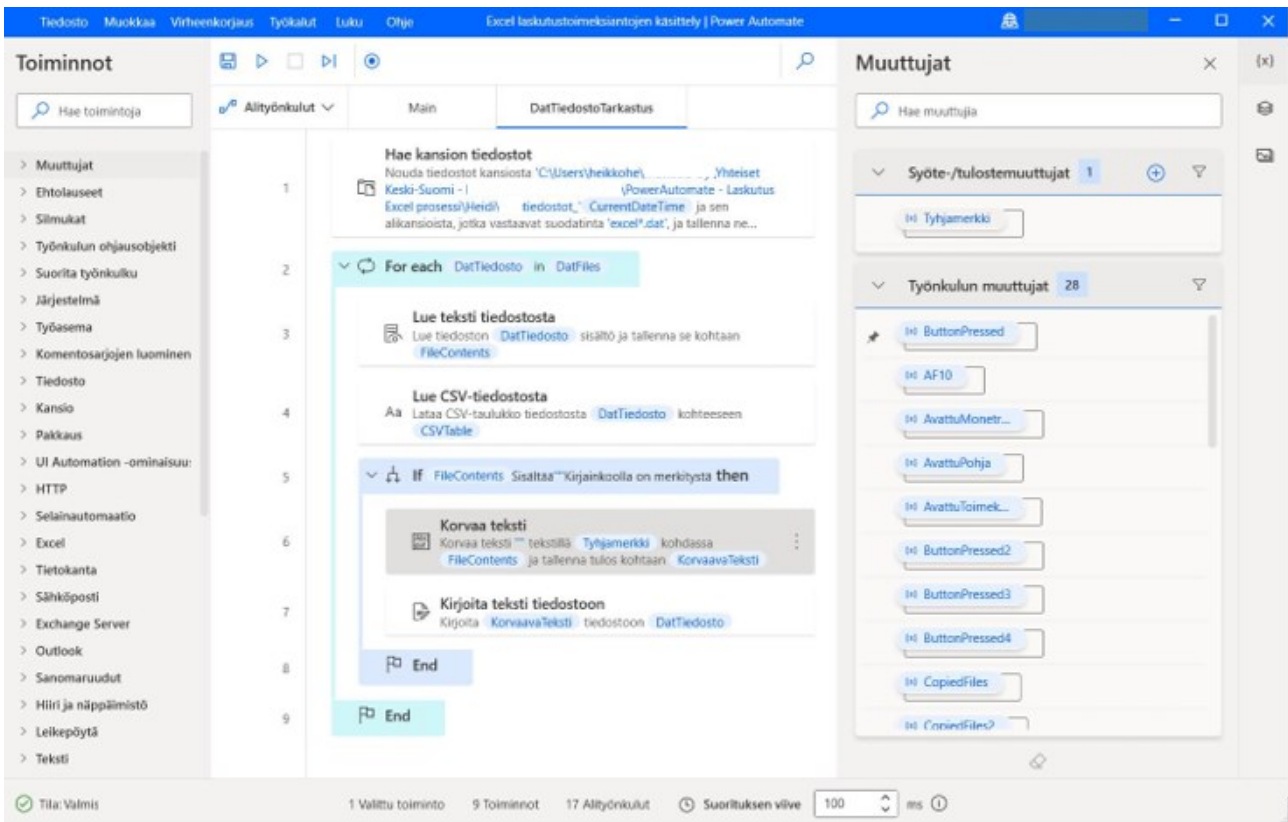 Tiedosto Muokkaa Virheenkorjaus Työkalut Luku Ohje Excel laskutustoimeksiantojen käsittely | Power Automate
Toiminnot
Hae toimintoja
Muuttujat
Ehtolauseet
Silmukat
Työnkulun ohjausobjekti
Suorita työnkulku
Järjestelmä
Työasema
Komentosarjojen luominen
Tiedosto
Kansio
Pakkaus
UI Automation -ominaisuu:
HTTP
Selainautomaatio
Excel
Tietokanta
Sähköposti
Exchange Server
Outlook
Sanomaruudut
Hiiri ja näppäimistö
Leikepöytä
Teksti
Alityönkulut Main DatTiedostoTarkastus
1
Hae kansion tiedostot
Nouda tiedostot kansiosta 'C:\Users\heikkohe\ Yhteiset
Keski-Suomi - \PowerAutomate - Laskutus
Excel prosessi\Heidi\ tiedostot_' CurrentDateTime ja sen
alikansioista, jotka vastaavat suodatinta 'excel*.dat', ja tallenna ne...
2
For each DatTiedosto in DatFiles
3
Lue teksti tiedostosta
Lue tiedoston DatTiedosto sisältö ja tallenna se kohtaan
FileContents
4
Lue CSV-tiedostosta
Aa Lataa CSV-taulukko tiedostosta DatTiedosto kohteeseen
CSVTable
5
If FileContents Sisältää""Kirjainkoolla on merkitystä then
6
Korvaa teksti
Korvaa teksti "" tekstillä Tyhjamerkki kohdassa
FileContents ja tallenna tulos kohtaan KorvaavaTeksti
7
Kirjoita teksti tiedostoon
Kirjoita KorvaavaTeksti tiedostoon DatTiedosto
8
End
9
End
Muuttujat
{x}
Hae muuttujia
Syöte-/tulostemuuttujat 1
Tyhjamerkki
Työnkulun muuttujat 28
ButtonPressed
AF10
AvattuMonetr...
AvattuPohja
AvattuToimek...
ButtonPressed2
ButtonPressed3
ButtonPressed4
CopiedFiles
CopiedFiles2
Tila: Valmis 1 Valittu toiminto 9 Toiminnot 17 Alityönkulut Suorituksen viive 100 ms